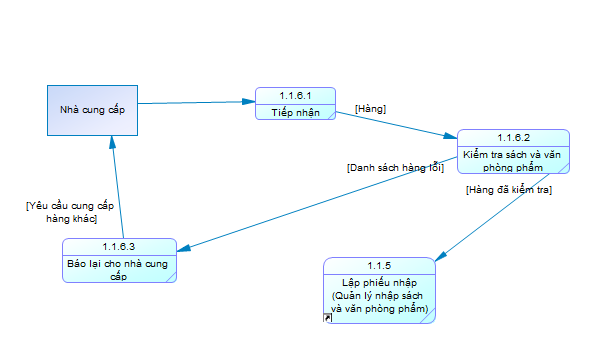 1.1.6.1
Nhà cung cấp
Tiếp nhận
[Hàng]
1.1.6.2
Kiểm tra sách và văn
phòng phẩm
[Danh sách hàng lỗi]
[Hàng đã kiểm tra]
[Yêu cầu cung cấp
hàng khác]
1.1.6.3
Báo lại cho nhà cung
cấp
1.1.5
Lập phiếu nhập
(Quản lý nhập sách
và văn phòng phẩm)